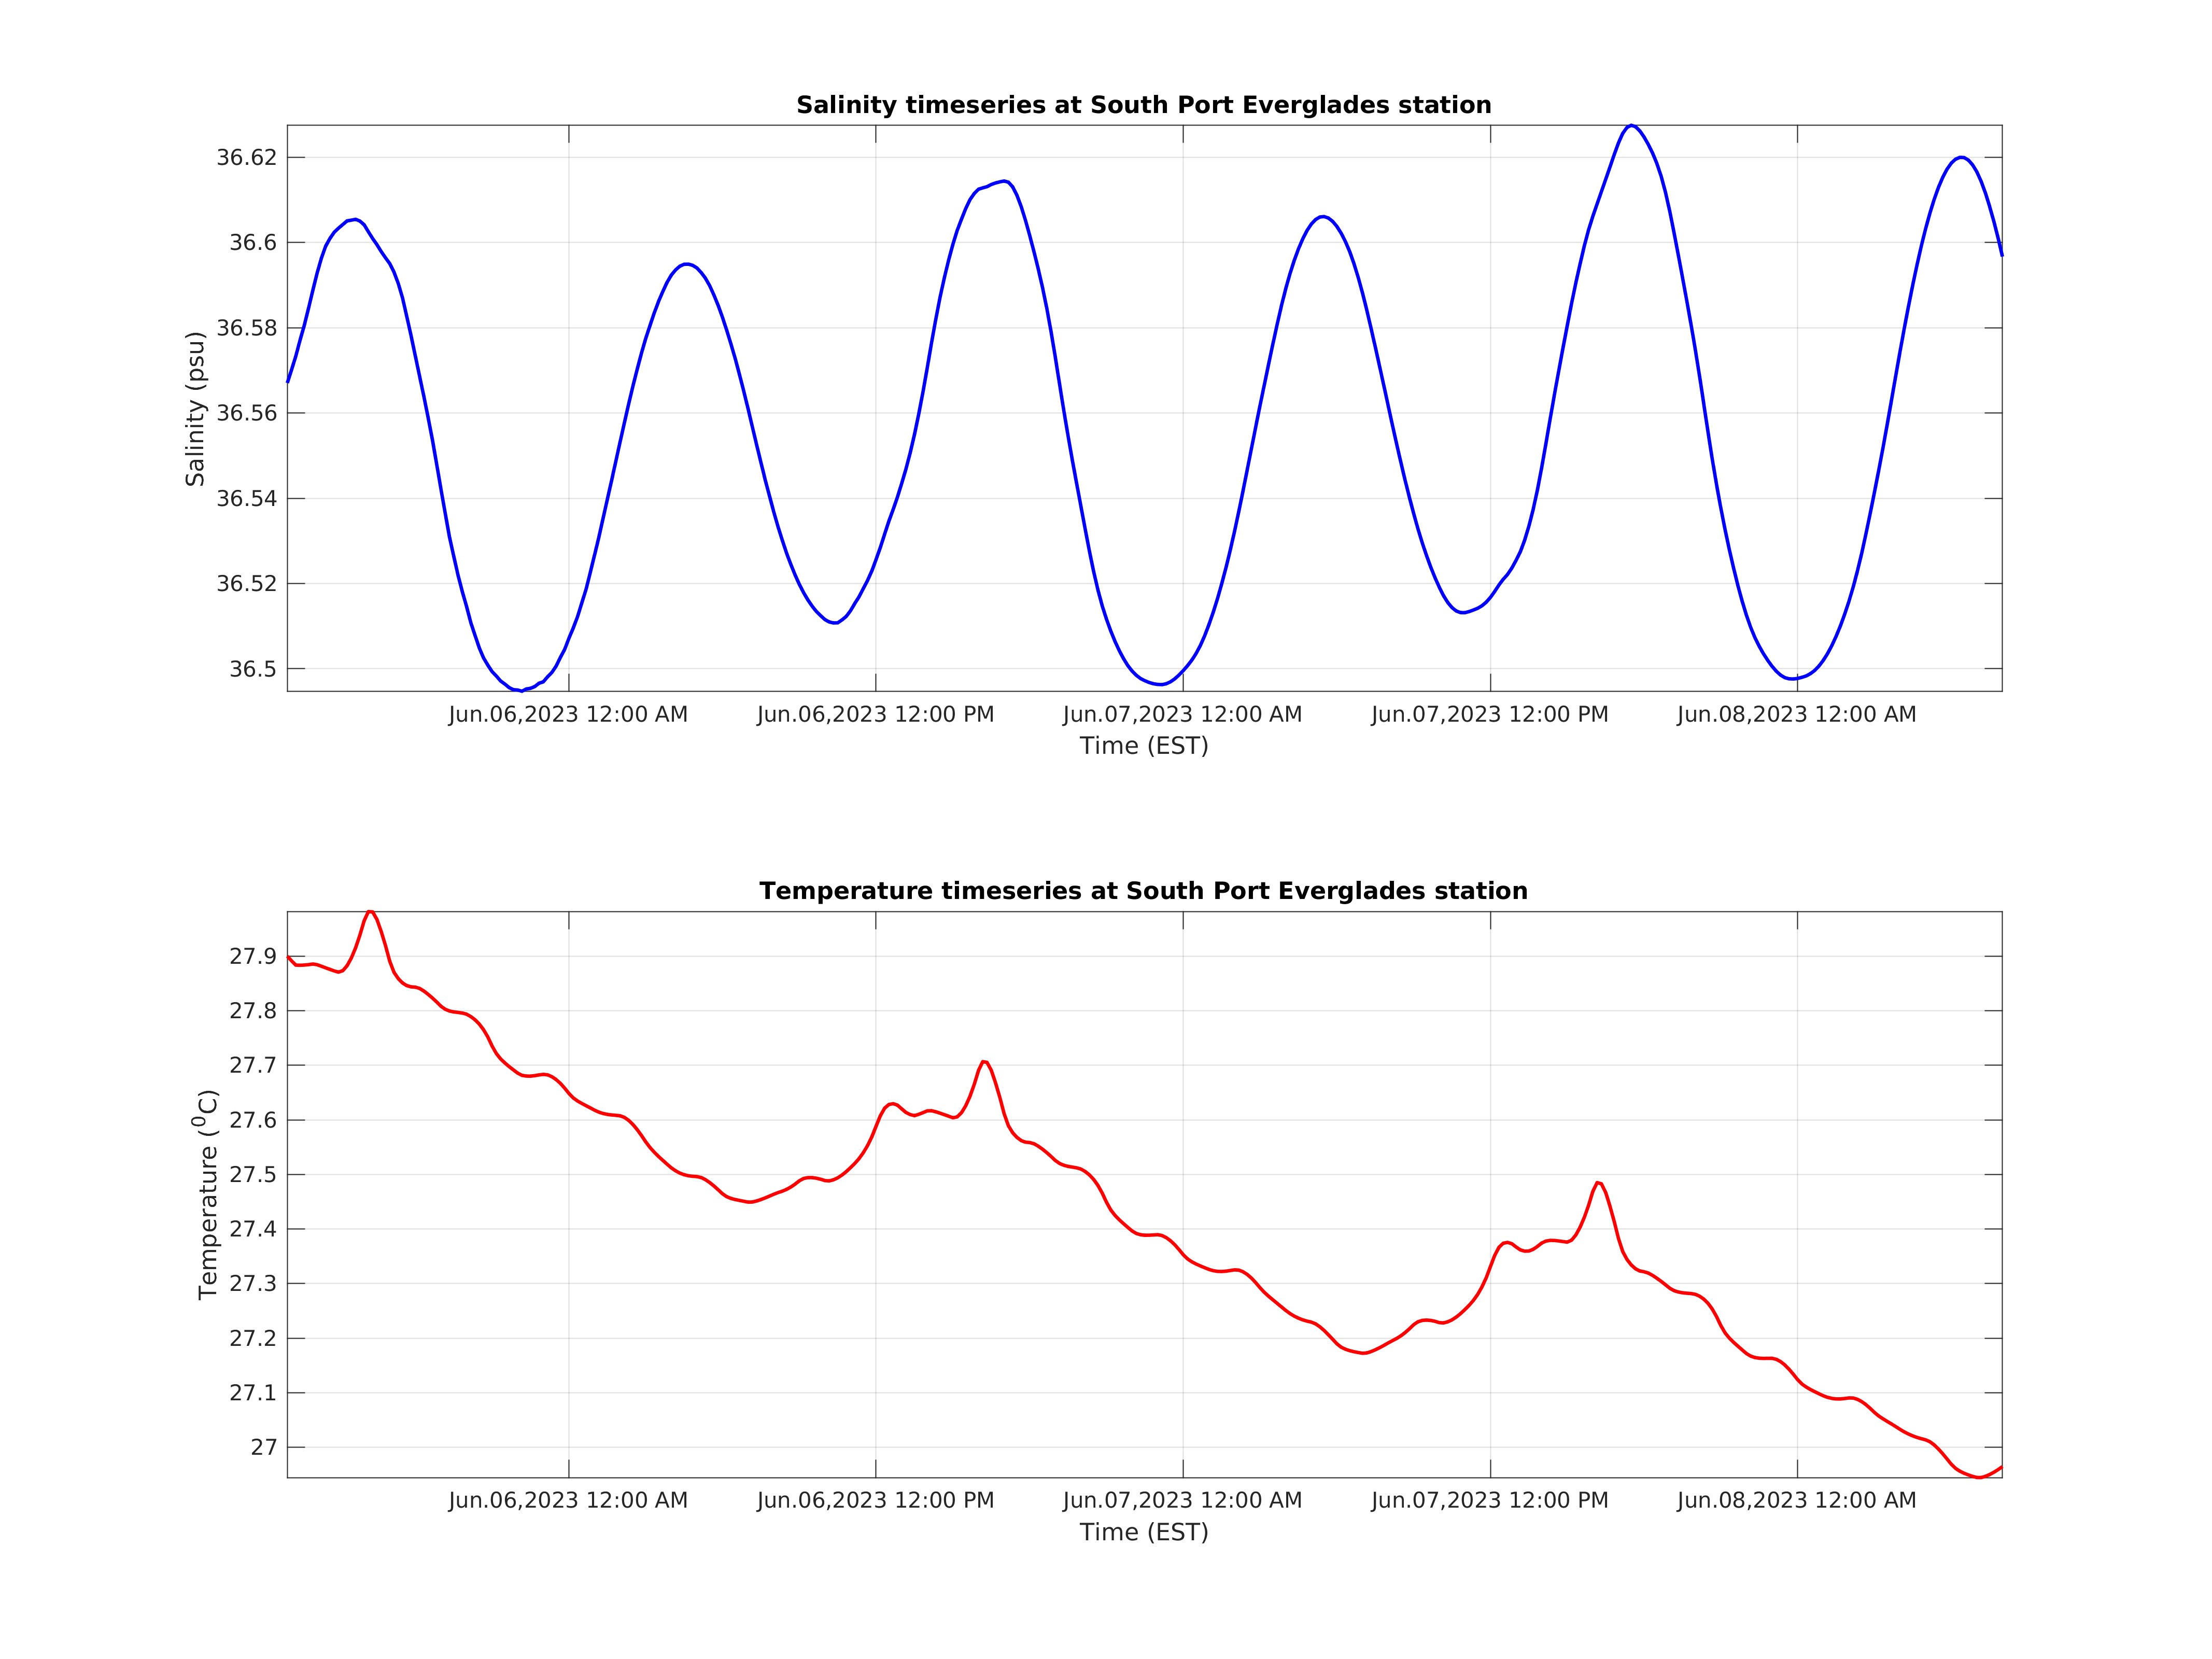 Salinity timeseries at South Port Everglades station
36.62
36.6
36.58
36.56
36.54
36.52
36.5
Salinity (psu)
Jun.06,2023 12:00 AM Jun.06,2023 12:00 PM Jun.07,2023 12:00 AM Jun.07,2023 12:00 PM Jun.08,2023 12:00 AM
Time (EST)
Temperature timeseries at South Port Everglades station
27.9
27.8
27.7
27.6
27.5
27.4
27.3
27.2
27.1
27
Temperature (⁰C)
Jun.06,2023 12:00 AM Jun.06,2023 12:00 PM Jun.07,2023 12:00 AM Jun.07,2023 12:00 PM Jun.08,2023 12:00 AM
Time (EST)